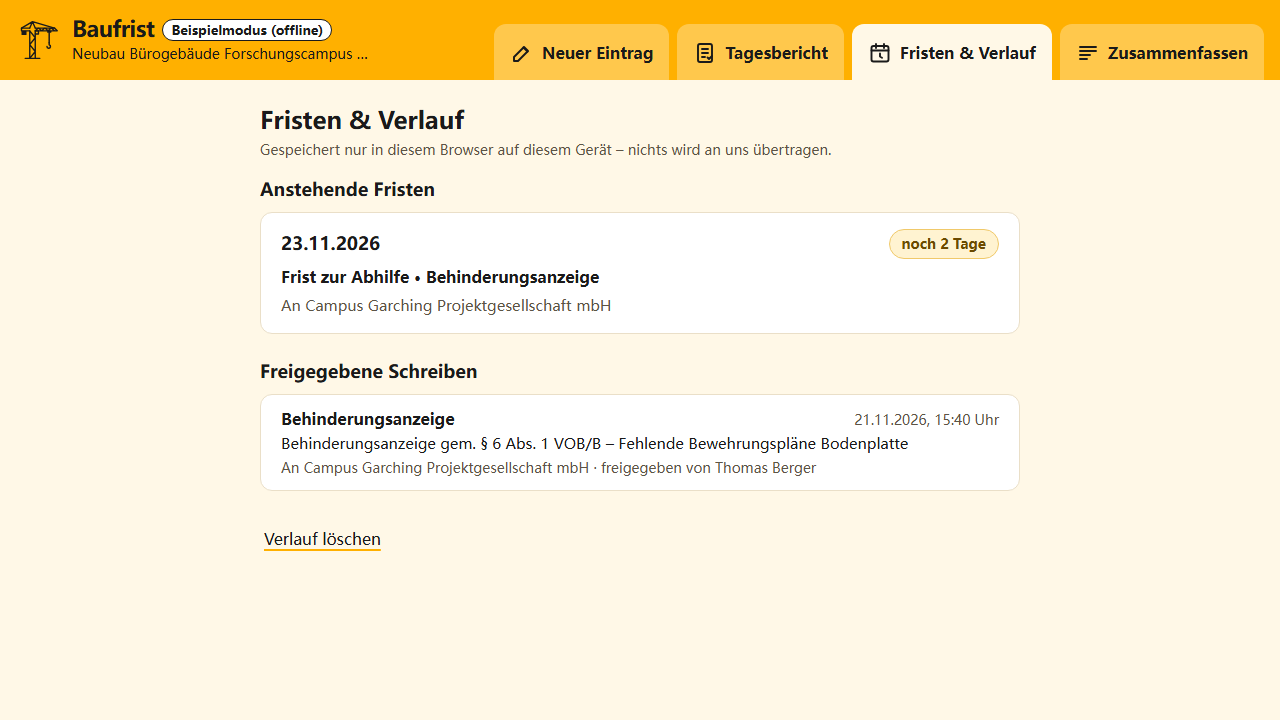 Baufrist Beispielmodus (offline)
Neubau Bürogebäude Forschungscampus ...
Neuer Eintrag
Tagesbericht
Fristen & Verlauf
Zusammenfassen
Fristen & Verlauf
Gespeichert nur in diesem Browser auf diesem Gerät – nichts wird an uns übertragen.
Anstehende Fristen
23.11.2026
noch 2 Tage
Frist zur Abhilfe • Behinderungsanzeige
An Campus Garching Projektgesellschaft mbH
Freigegebene Schreiben
Behinderungsanzeige
21.11.2026, 15:40 Uhr
Behinderungsanzeige gem. § 6 Abs. 1 VOB/B – Fehlende Bewehrungspläne Bodenplatte
An Campus Garching Projektgesellschaft mbH · freigegeben von Thomas Berger
Verlauf löschen